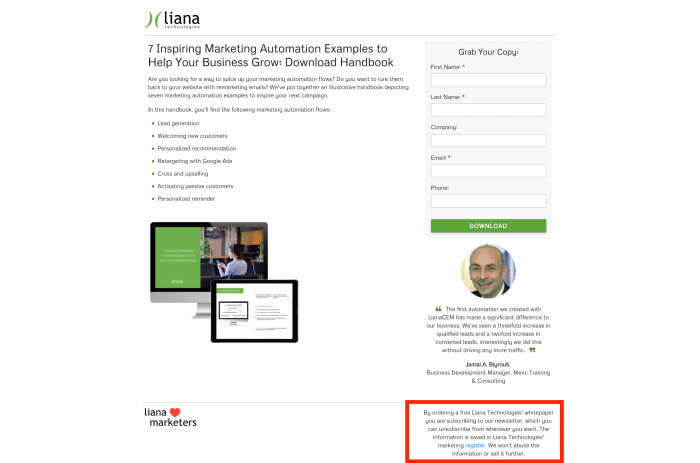 liana
technologies
7 Inspiring Marketing Automation Examples to
Help Your Business Grow: Download Handbook
Are you looking for a way to spice up your marketing automation flows? Do you want to lure them
back to your website with remarketing emails? We've put together an illustrative handbook depicting
seven marketing automation examples to inspire your next campaign.
In this handbook, you'll find the following marketing automation flows:
Lead generation
Welcoming new customers
Personalized recommendation
Retargeting with Google Ads
Cross and upselling
Activating passive customers
Personalized reminder
Grab Your Copy:
First Name: *
Last Name: *
Company:
Email: *
Phone:
DOWNLOAD
The first automation we created with
LianaCEM has made a significant difference to
our business. We've seen a threefold increase in
qualified leads and a twofold increase in
converted leads, interestingly we did this
without driving any more traffic.
Jamal A. Biyrouti
Business Development Manager, Meirc Training
& Consulting
liana
marketers
By ordering a free Liana Technologies' whitepaper
you are subscribing to our newsletter, which you
can unsubscribe from whenever you want. The
information is saved in Liana Technologies'
marketing register. We won't abuse the
information or sell it further.